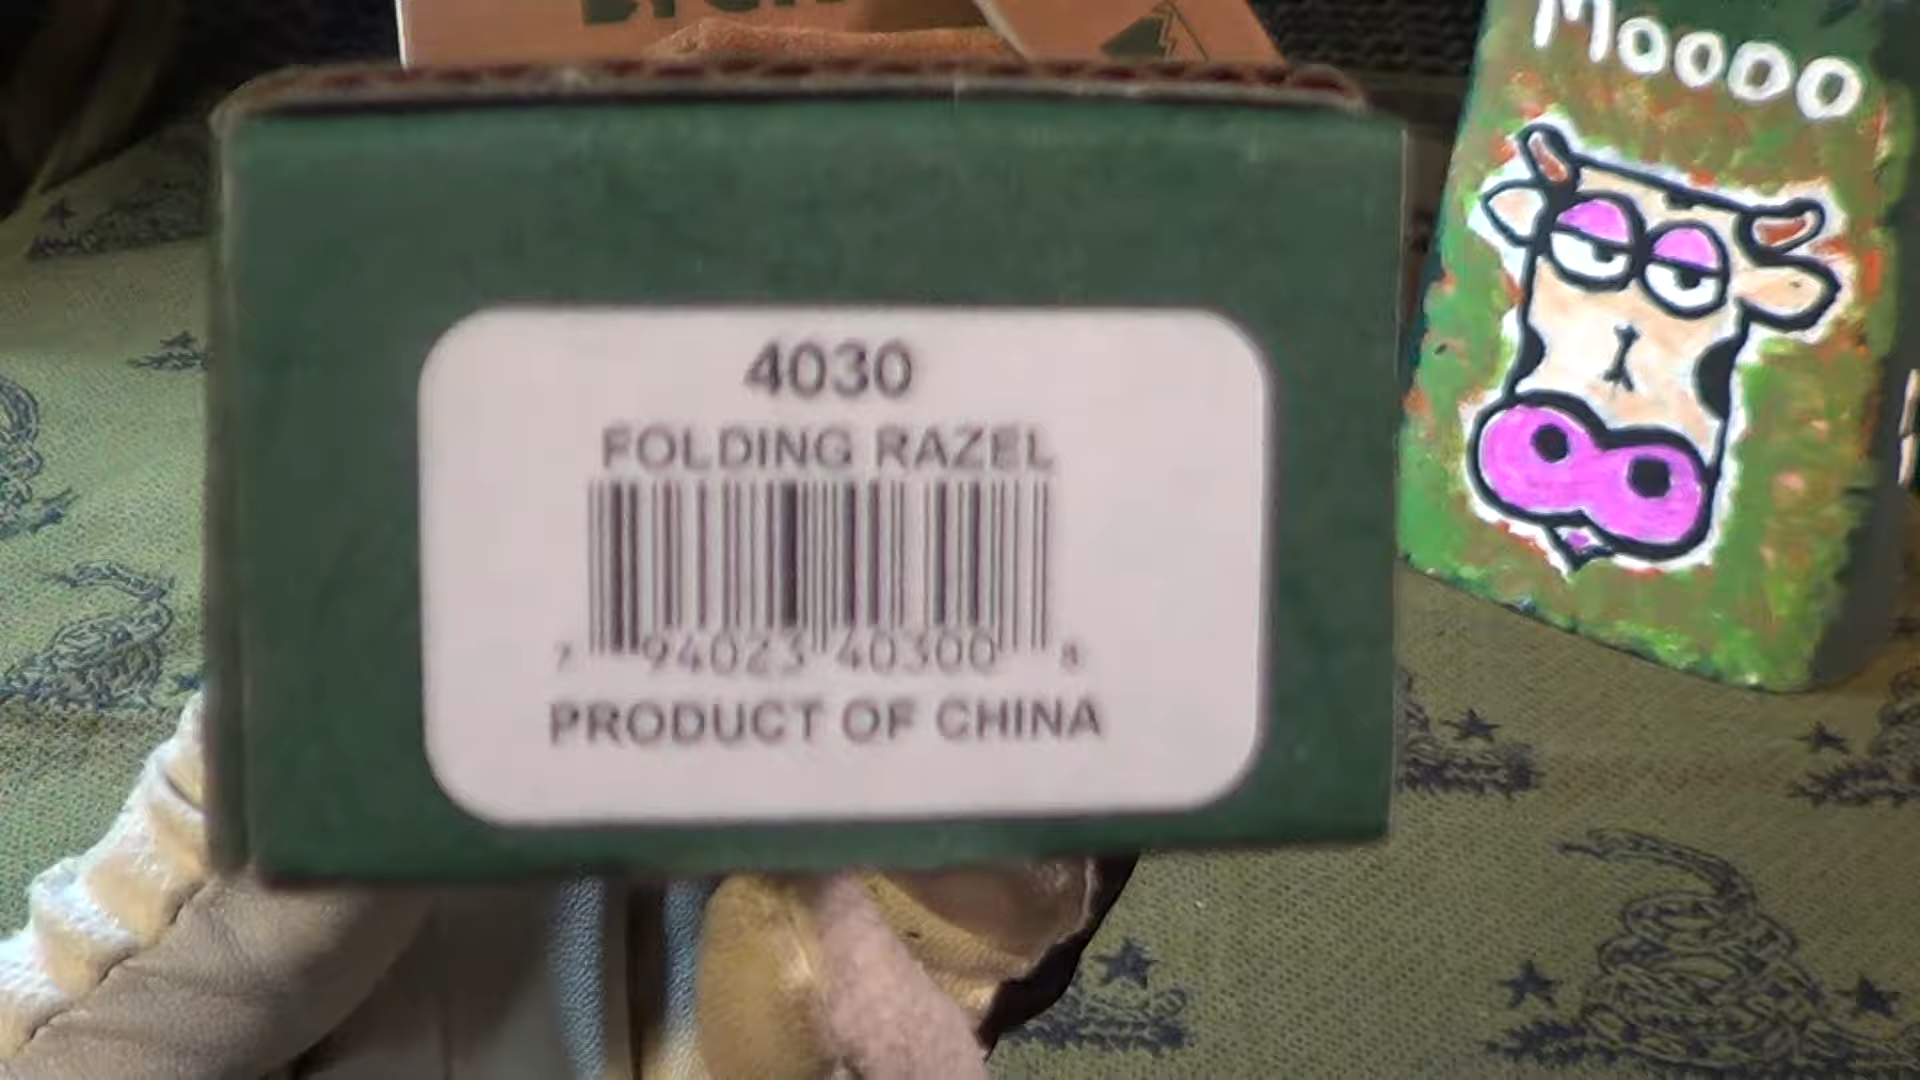 Moooo
4030
FOLDING RAZEL
7 94023 40300 8
PRODUCT OF CHINA